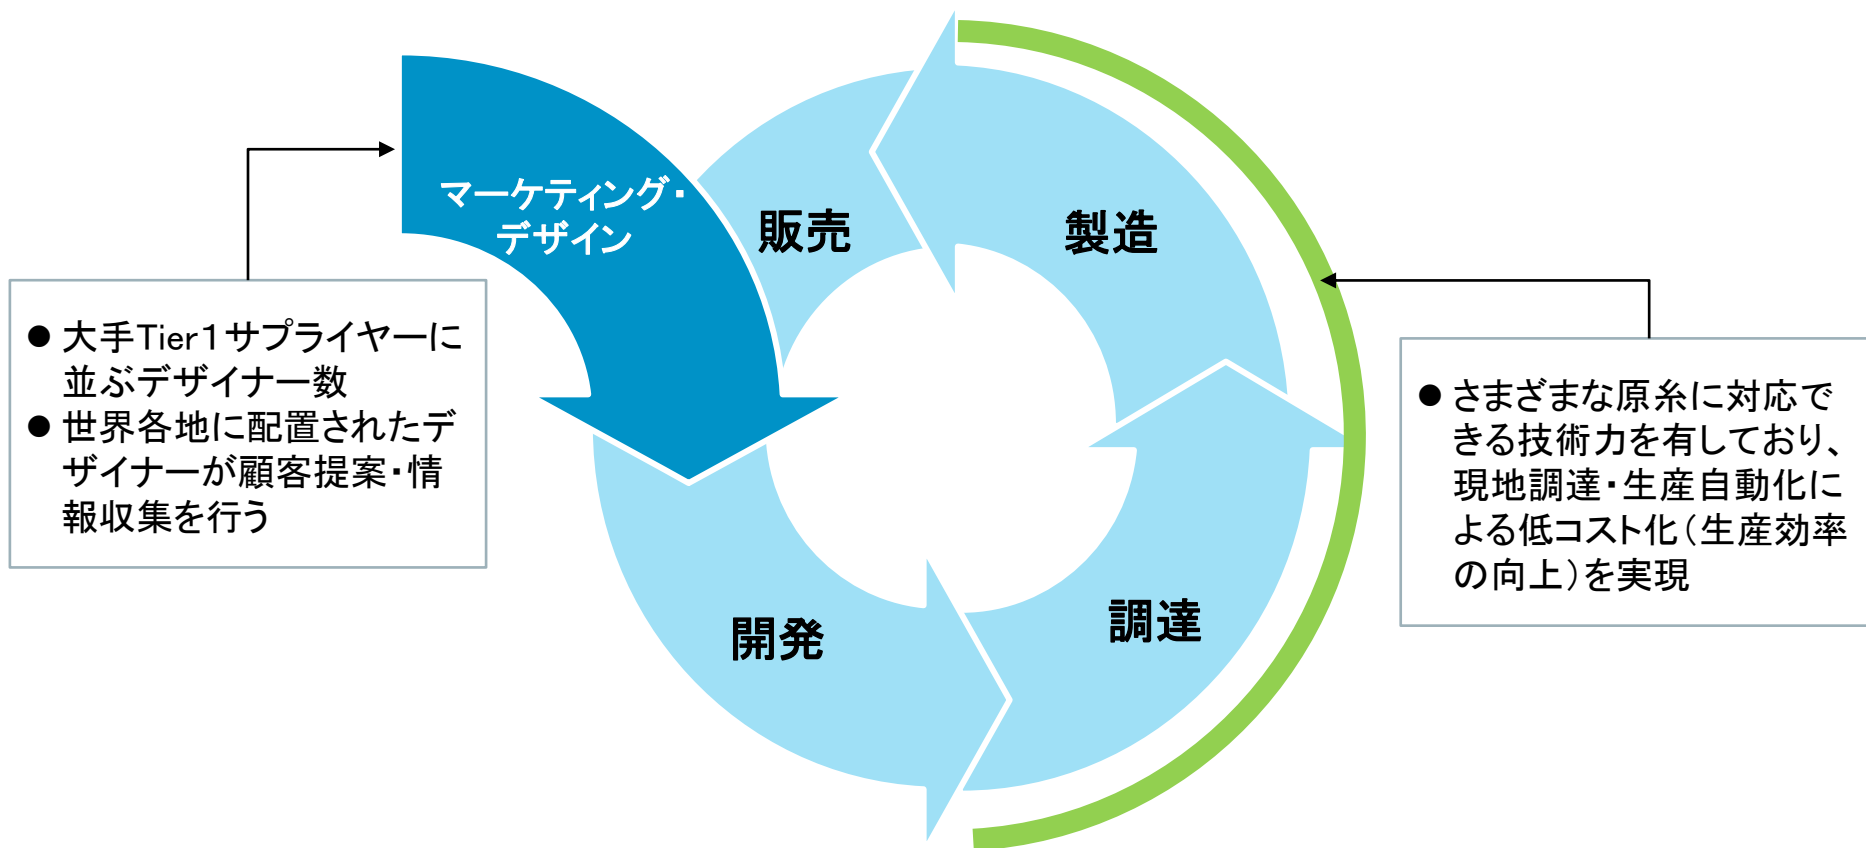 マーケティング・
デザイン
販売
製造
● 大手Tier1サプライヤーに
並ぶデザイナー数
● 世界各地に配置されたデ
ザイナーが顧客提案・情
報収集を行う
● さまざまな原糸に対応で
きる技術力を有しており、
現地調達・生産自動化に
よる低コスト化（生産効率
の向上）を実現
開発
調達